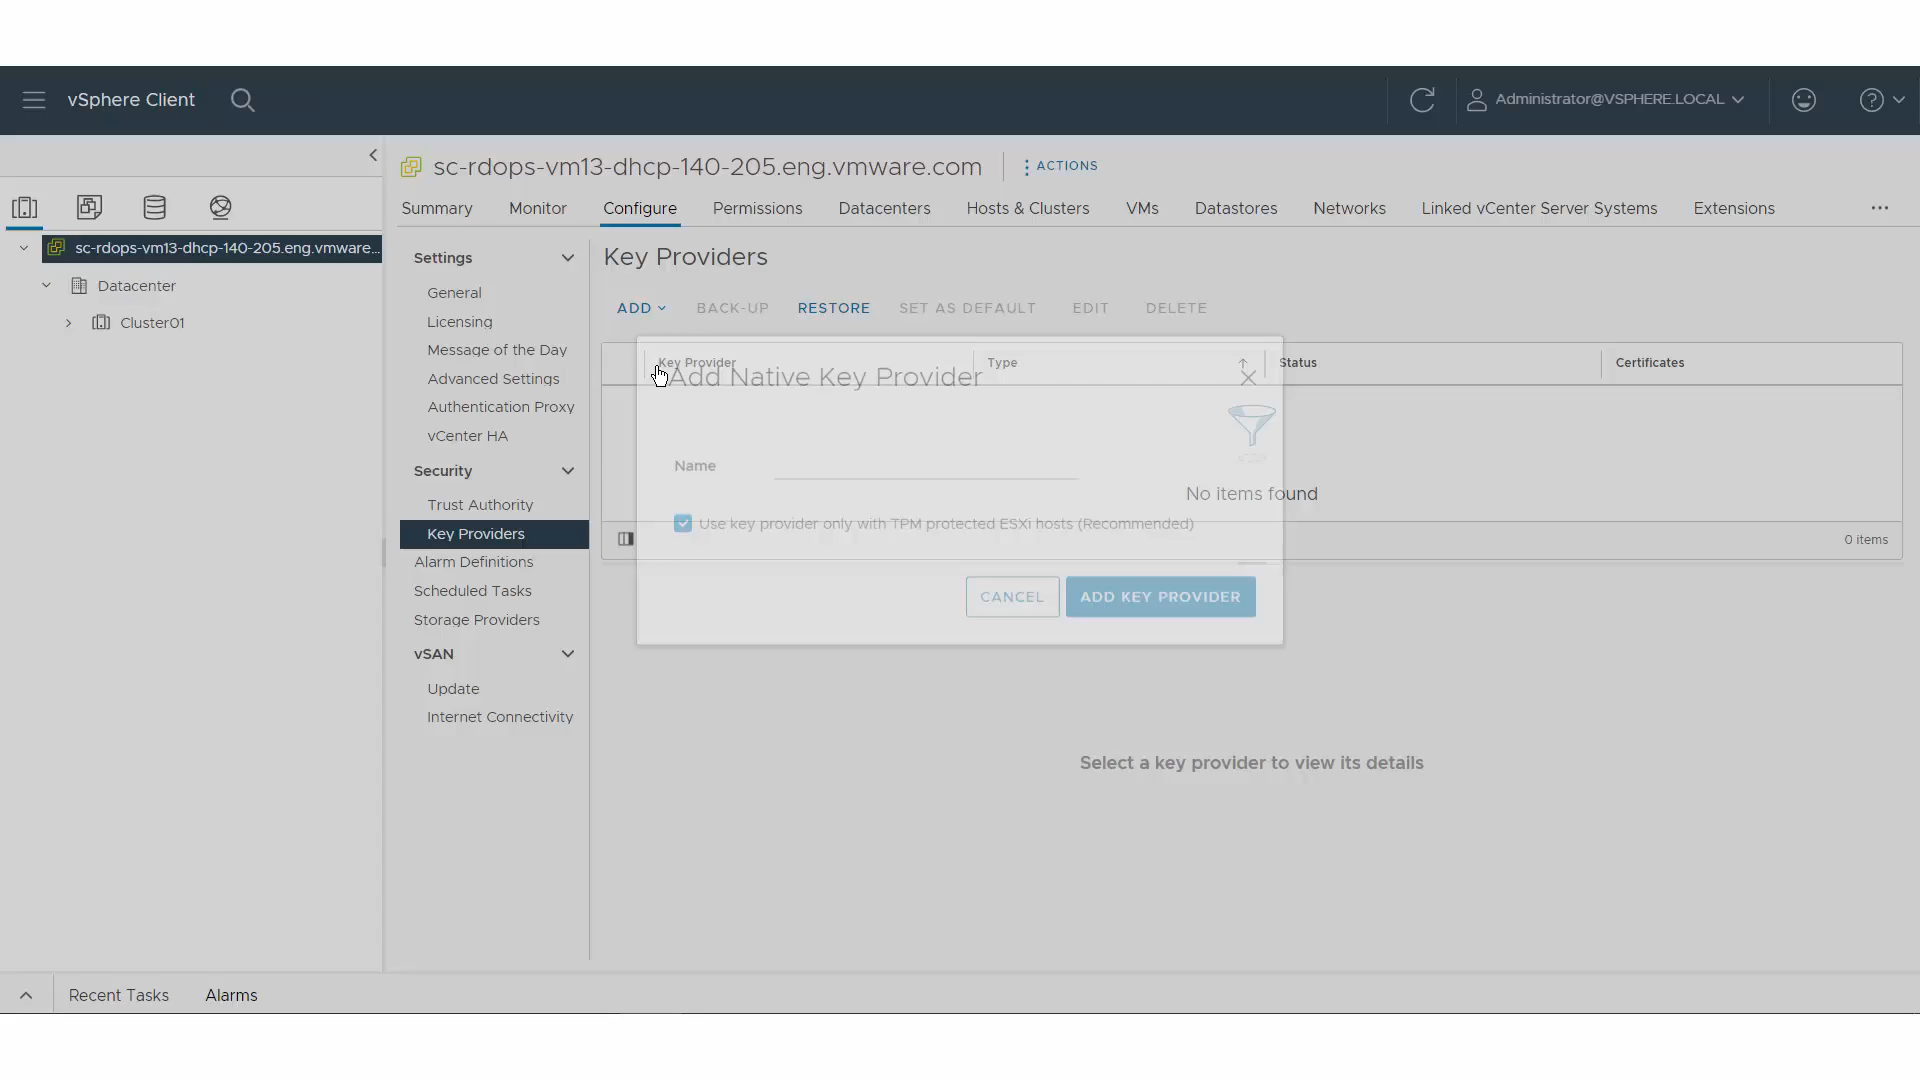 vSphere Client
Administrator@VSPHERE.LOCAL
sc-rdops-vm13-dhcp-140-205.eng.vmware.com
ACTIONS
Summary Monitor Configure Permissions Datacenters Hosts & Clusters VMs Datastores Networks Linked vCenter Server Systems Extensions
sc-rdops-vm13-dhcp-140-205.eng.vmware...
Datacenter
Cluster01
Settings
General
Licensing
Message of the Day
Advanced Settings
Authentication Proxy
vCenter HA
Security
Trust Authority
Key Providers
Alarm Definitions
Scheduled Tasks
Storage Providers
vSAN
Update
Internet Connectivity
Key Providers
ADD BACK-UP RESTORE SET AS DEFAULT EDIT DELETE
Key Provider Type Status Certificates
No items found
0 items
Add Native Key Provider
Name
Use key provider only with TPM protected ESXi hosts (Recommended)
CANCEL ADD KEY PROVIDER
Select a key provider to view its details
Recent Tasks Alarms